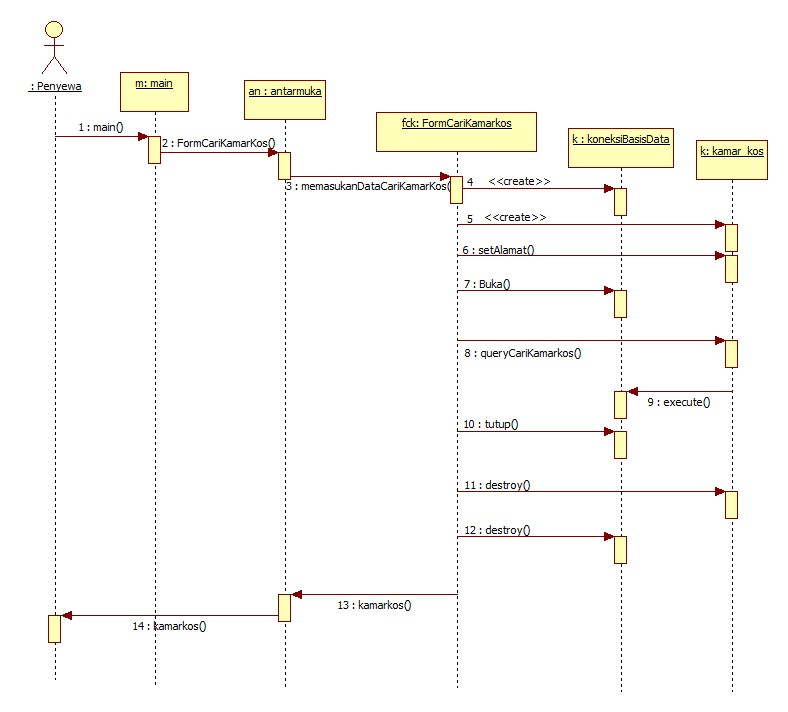 : Penyewa
m: main
an : antarmuka
fck: FormCariKamarkos
k : koneksiBasisData
k: kamar_kos
1 : main()
2 : FormCariKamarKos()
3 : memasukanDataCariKamarKos()
4 <<create>>
5 <<create>>
6 : setAlamat()
7 : Buka()
8 : queryCariKamarkos()
9 : execute()
10 : tutup()
11 : destroy()
12 : destroy()
13 : kamarkos()
14 : kamarkos()